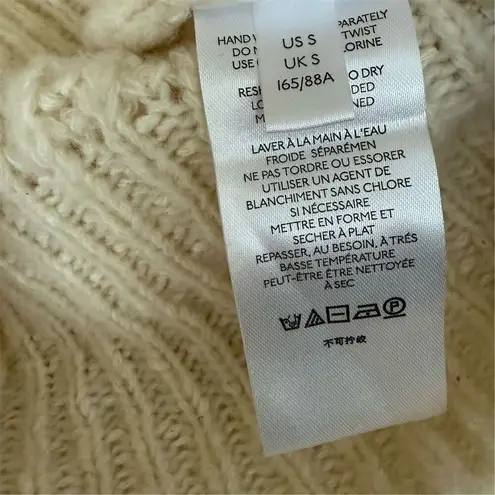 US S
UK S
165/88A
HAND
PARATELY
DO
TWIST
USE
ORINE
RESH
O DRY
LO
DED
M
NED
LAVER À LA MAIN À L'EAU
FROIDE SÉPARÉMEN
NE PAS TORDRE OU ESSORER
UTILISER UN AGENT DE
BLANCHIMENT SANS CHLORE
SI NÉCESSAIRE
METTRE EN FORME ET
SECHER À PLAT
REPASSER, AU BESOIN, À TRÉS
BASSE TEMPÉRATURE
PEUT-ÊTRE ÊTRE NETTOYÉE
À SEC
P
不可拧绞